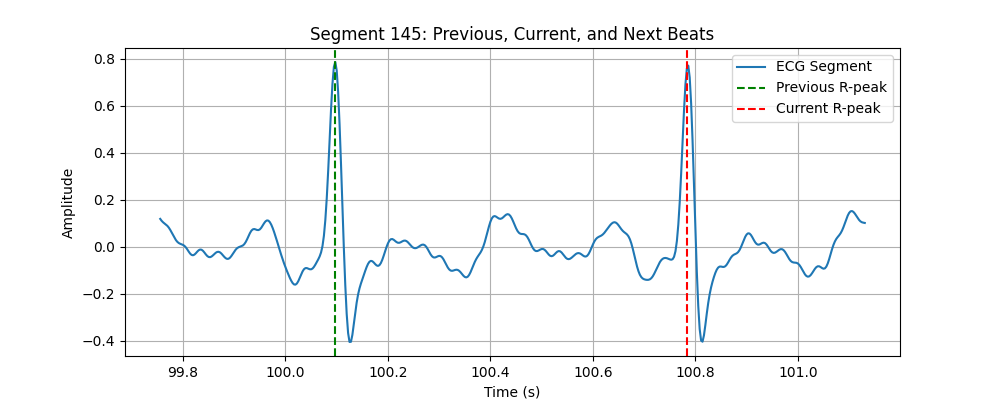 Segment 145: Previous, Current, and Next Beats
ECG Segment
Previous R-peak
Current R-peak
Amplitude
0.8
0.6
0.4
0.2
0.0
−0.2
−0.4
99.8 100.0 100.2 100.4 100.6 100.8 101.0
Time (s)